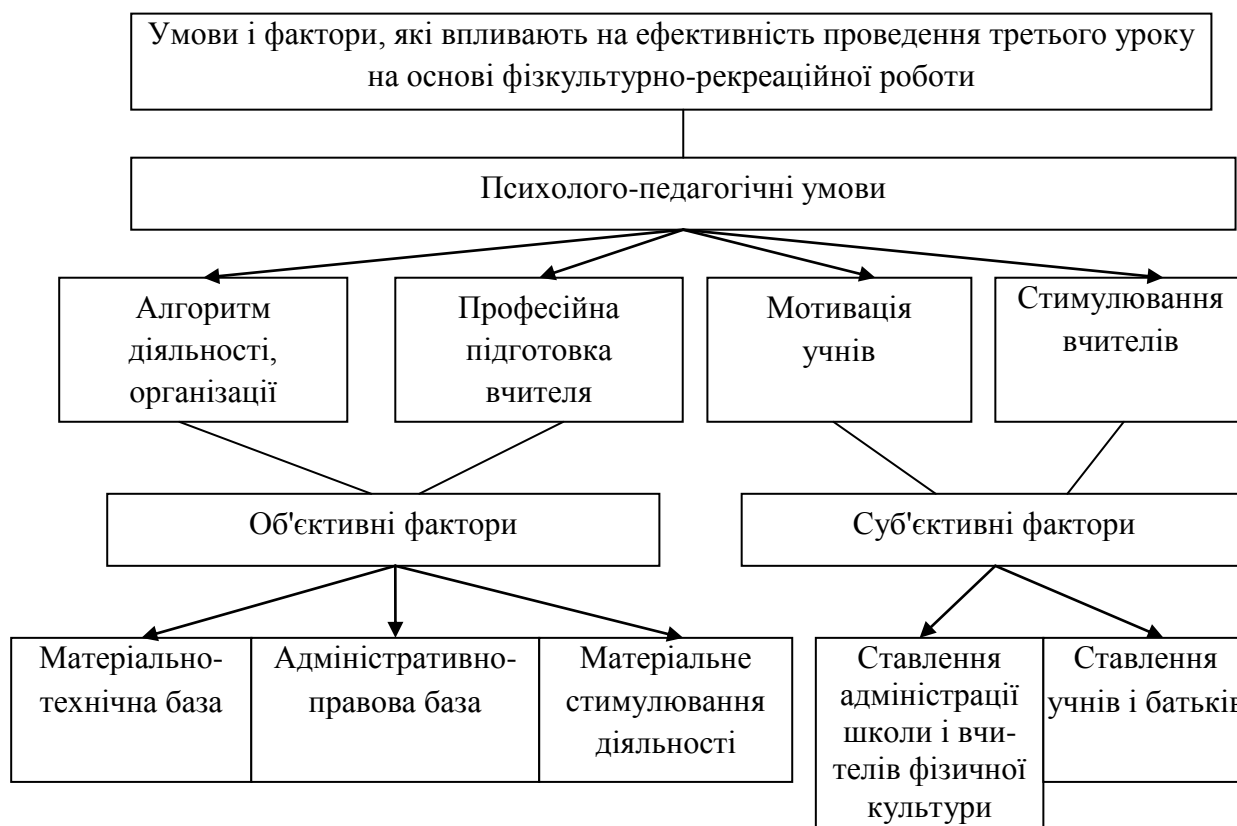 Умови і фактори, які впливають на ефективність проведення третього уроку
на основі фізкультурно-рекреаційної роботи
Психолого-педагогічні умови
Алгоритм
діяльності,
організації
Професійна
підготовка
вчителя
Мотивація
учнів
Стимулювання
вчителів
Об'єктивні фактори
Суб'єктивні фактори
Матеріально-
технічна база
Адміністративно-
правова база
Матеріальне
стимулювання
діяльності
Ставлення
адміністрації
школи і вчи-
телів фізичної
культури
Ставлення
учнів і батьків